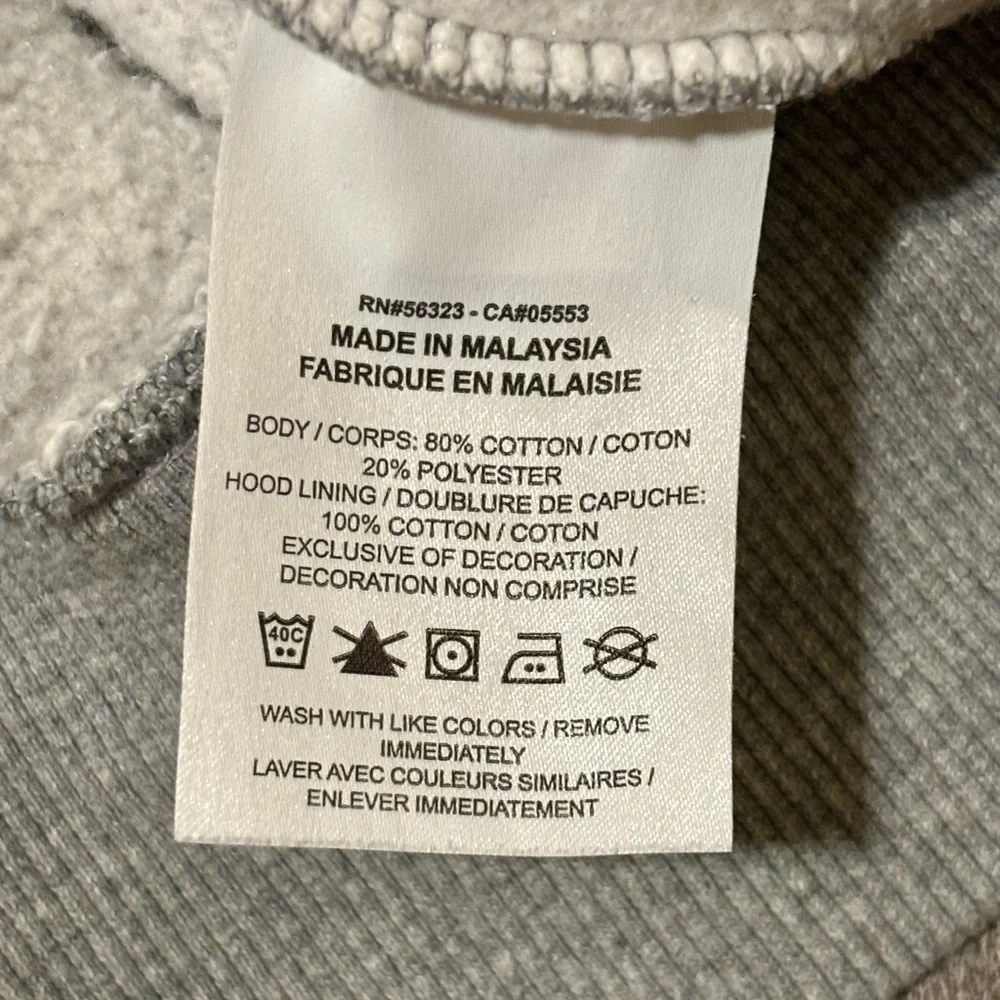 RN#56323 - CA#05553
MADE IN MALAYSIA
FABRIQUE EN MALAISIE
BODY / CORPS: 80% COTTON / COTON
20% POLYESTER
HOOD LINING / DOUBLURE DE CAPUCHE:
100% COTTON / COTON
EXCLUSIVE OF DECORATION /
DECORATION NON COMPRISE
40C
WASH WITH LIKE COLORS / REMOVE
IMMEDIATELY
LAVER AVEC COULEURS SIMILAIRES /
ENLEVER IMMEDIATEMENT